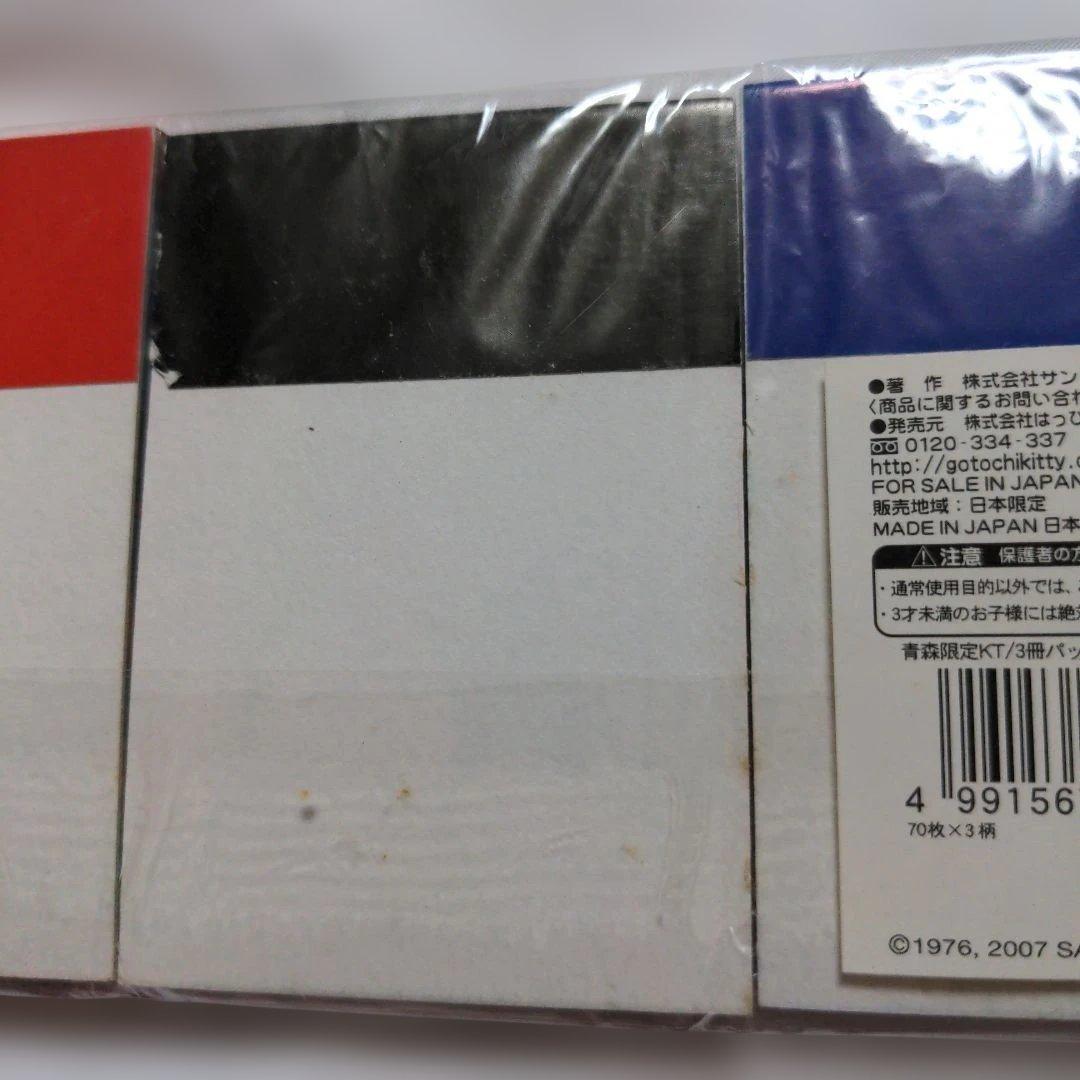 ●著 作 株式会社サン
〈商品に関するお問い合わ
●発売元 株式会社はっぴ
0120-334-337
http://gotochikitty.c
FOR SALE IN JAPAN
販売地域：日本限定
MADE IN JAPAN 日本
⚠注意 保護者の方
・通常使用目的以外では、
・3才未満のお子様には絶対
青森限定KT/3冊パッ
4 99156
70枚×3柄
©1976, 2007 SA